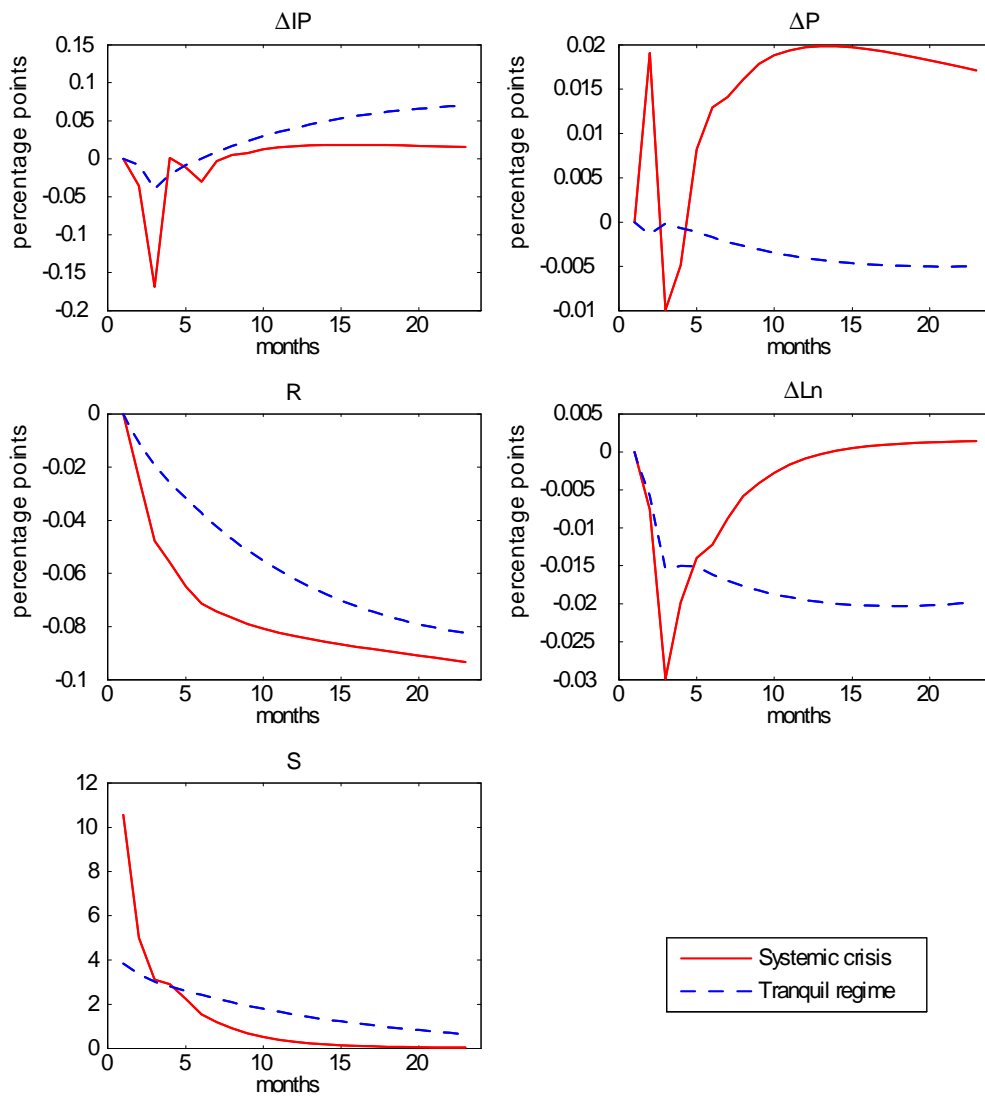 ΔIP
percentage points
0.15
0.1
0.05
0
-0.05
-0.1
-0.15
-0.2
0 5 10 15 20
months
ΔP
percentage points
0.02
0.015
0.01
0.005
0
-0.005
-0.01
0 5 10 15 20
months
R
percentage points
0
-0.02
-0.04
-0.06
-0.08
-0.1
0 5 10 15 20
months
ΔLn
percentage points
0.005
0
-0.005
-0.01
-0.015
-0.02
-0.025
-0.03
0 5 10 15 20
months
S
12
10
8
6
4
2
0
0 5 10 15 20
months
Systemic crisis
Tranquil regime